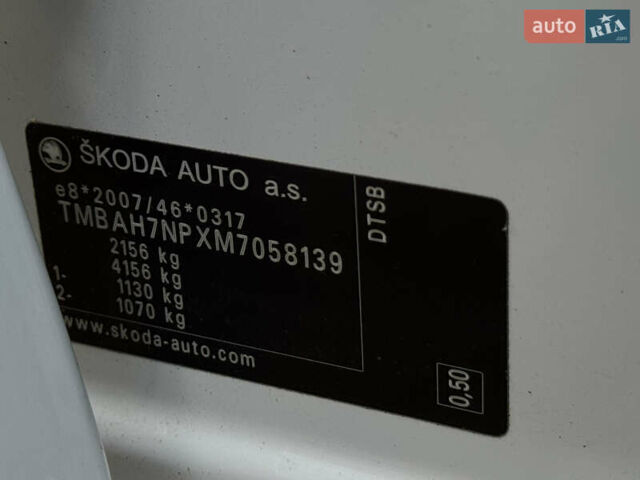 auto RIA .com
ŠKODA AUTO a.s.
e8*2007/46*0317
TMBAH7NPXM7058139
2156 kg
4156 kg
1- 1130 kg
2- 1070 kg
www.skoda-auto.com
DTSB
0,50